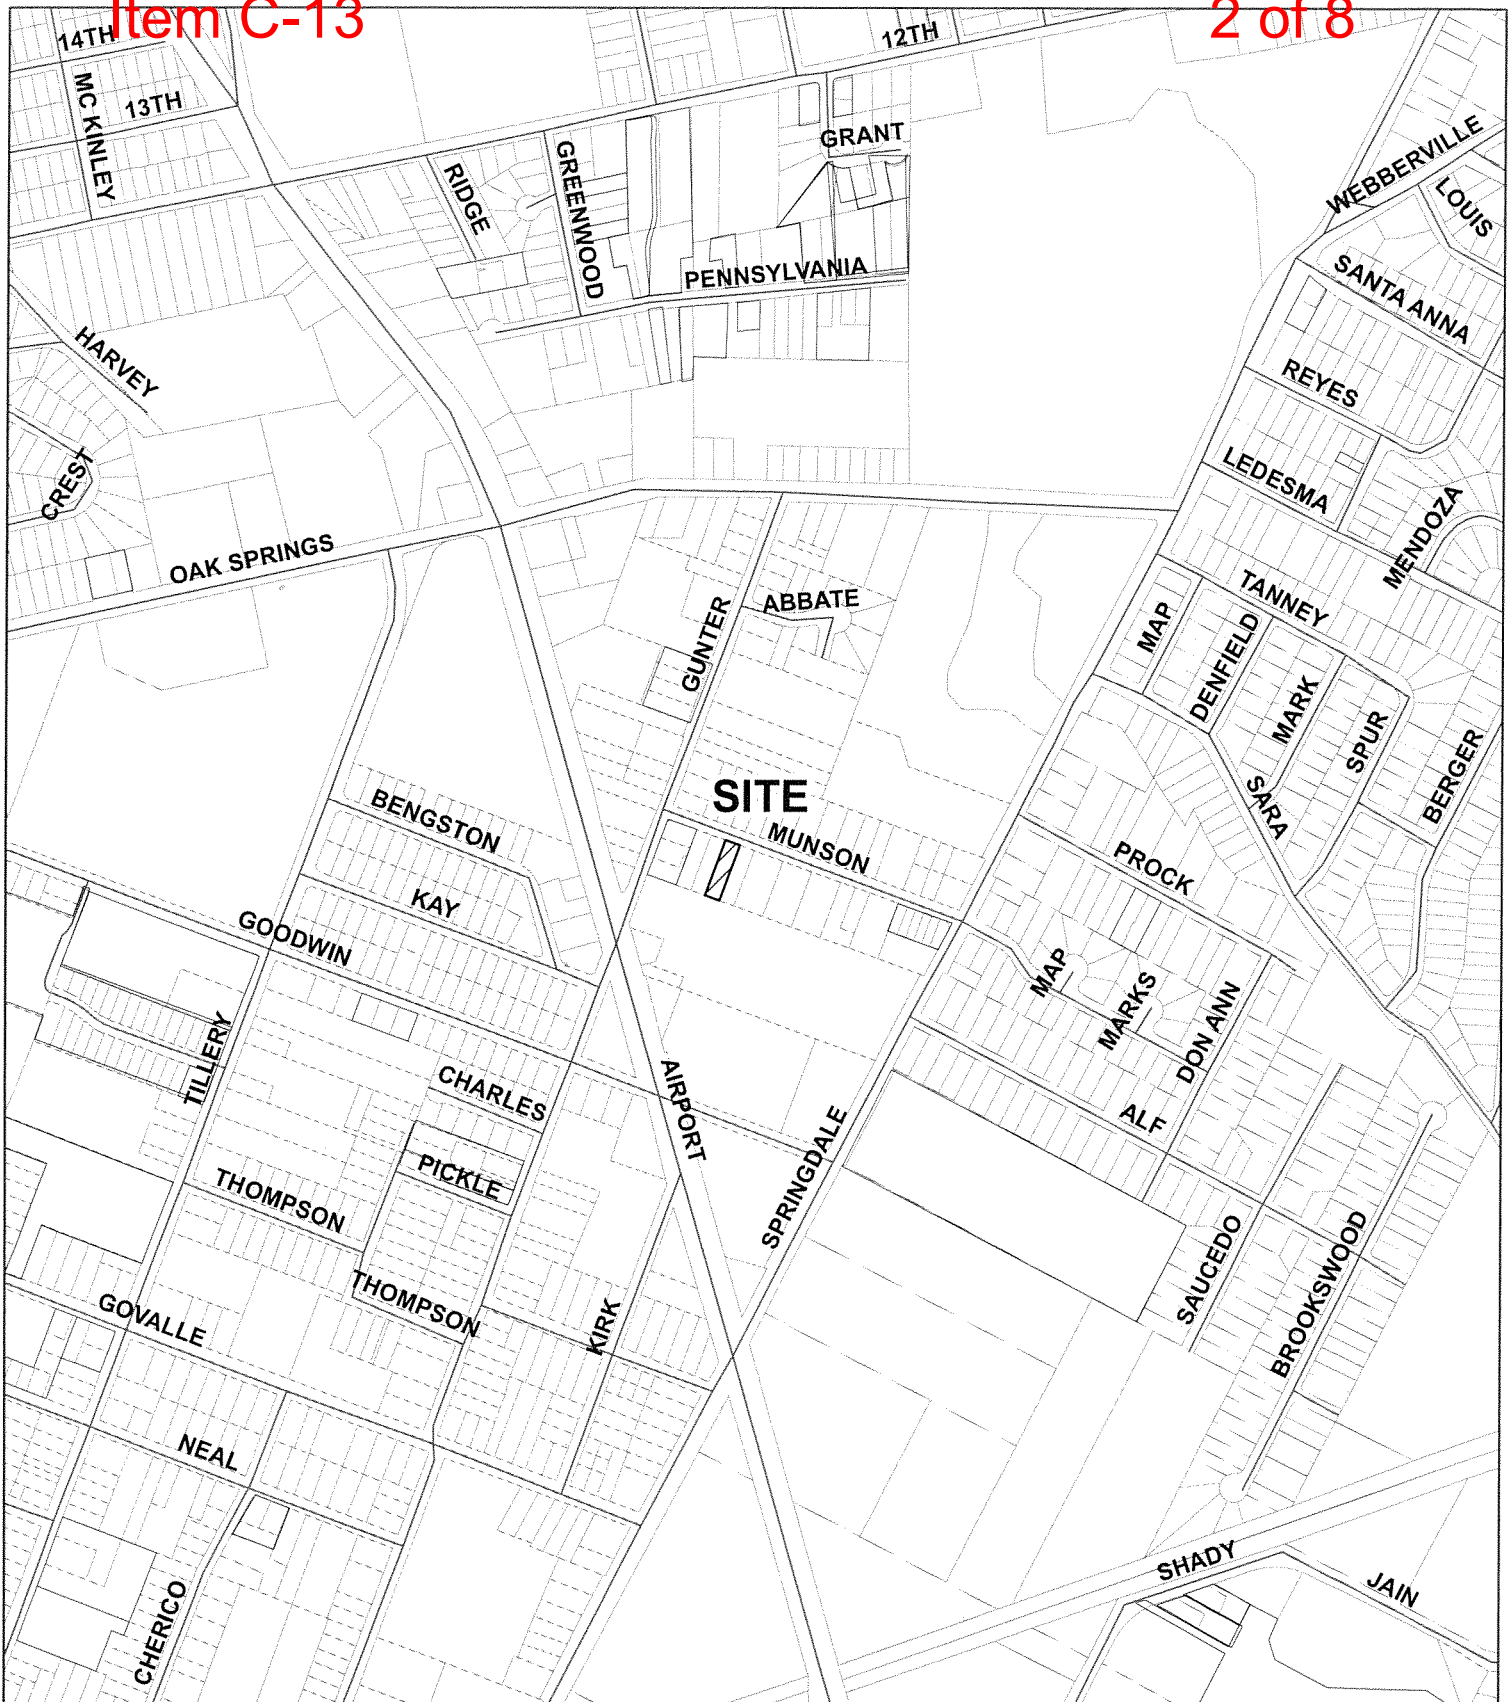 Item C-13
2 of 8
14TH
12TH
MC KINLEY
13TH
GRANT
WEBBERVILLE
RIDGE
GREENWOOD
LOUIS
PENNSYLVANIA
SANTA ANNA
HARVEY
REYES
CREST
LEDESMA
MENDOZA
OAK SPRINGS
TANNEY
ABBATE
GUNTER
MAP
DENFIELD
MARK
SPUR
BERGER
SITE
SARA
BENGSTON
MUNSON
PROCK
KAY
GOODWIN
MAP
MARKS
DON ANN
TILLERY
CHARLES
AIRPORT
ALF
PICKLE
SPRINGDALE
THOMPSON
SAUCEDO
BROOKSWOOD
THOMPSON
GOVALLE
KIRK
NEAL
SHADY
JAIN
CHERICO